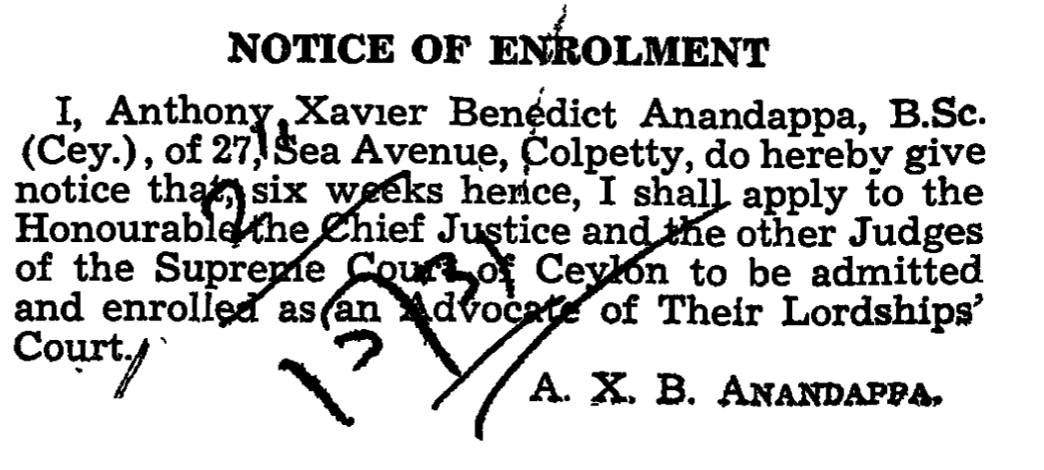 NOTICE OF ENROLMENT
I, Anthony Xavier Benedict Anandappa, B.Sc.
(Cey.), of 27, Sea Avenue, Colpetty, do hereby give
notice that, six weeks hence, I shall apply to the
Honourable the Chief Justice and the other Judges
of the Supreme Court of Ceylon to be admitted
and enrolled as an Advocate of Their Lordships'
Court.
A. X. B. ANANDAPPA.